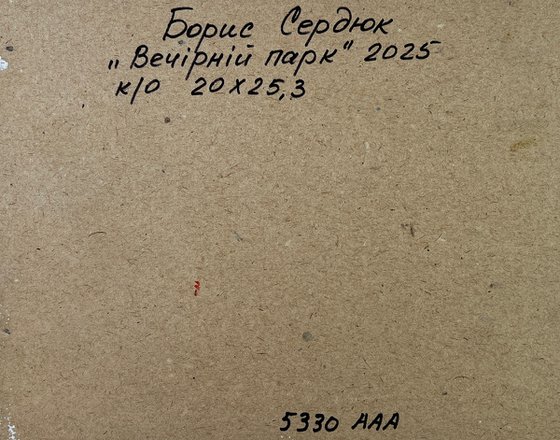 Борис Сердюк
„Вечірній парк" 2025
к/о 20х25,3
5330 ААА